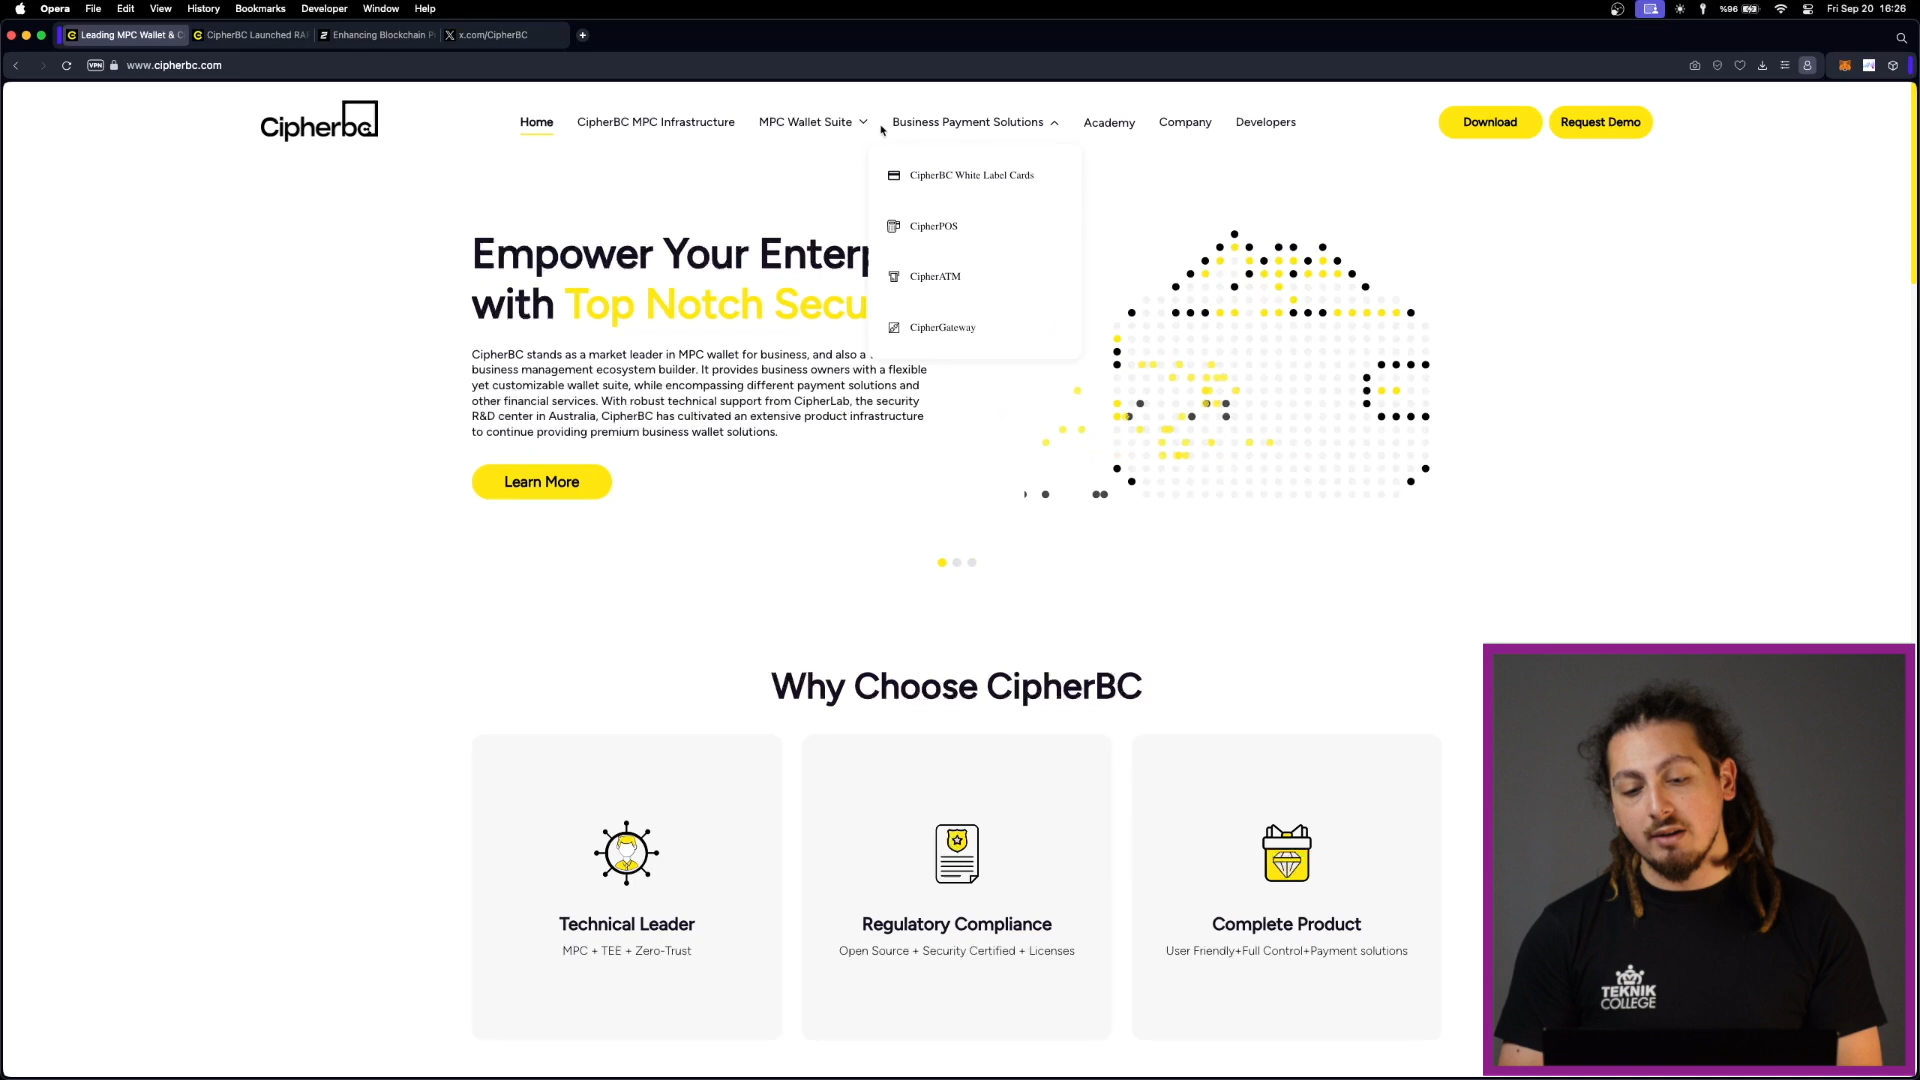 Opera File Edit View History Bookmarks Developer Window Help
%96
Fri Sep 20 16:26
Leading MPC Wallet & C
CipherBC Launched RA
Enhancing Blockchain P
x.com/CipherBC
VPN www.cipherbc.com
Cipherbc
Home
CipherBC MPC Infrastructure
MPC Wallet Suite
Business Payment Solutions
Academy
Company
Developers
Download
Request Demo
CipherBC White Label Cards
CipherPOS
CipherATM
CipherGateway
Empower Your Enterp
with Top Notch Secu
CipherBC stands as a market leader in MPC wallet for business, and also a
business management ecosystem builder. It provides business owners with a flexible
yet customizable wallet suite, while encompassing different payment solutions and
other financial services. With robust technical support from CipherLab, the security
R&D center in Australia, CipherBC has cultivated an extensive product infrastructure
to continue providing premium business wallet solutions.
Learn More
Why Choose CipherBC
Technical Leader
MPC + TEE + Zero-Trust
Regulatory Compliance
Open Source + Security Certified + Licenses
Complete Product
User Friendly+Full Control+Payment solutions
TEKNIK
COLLEGE